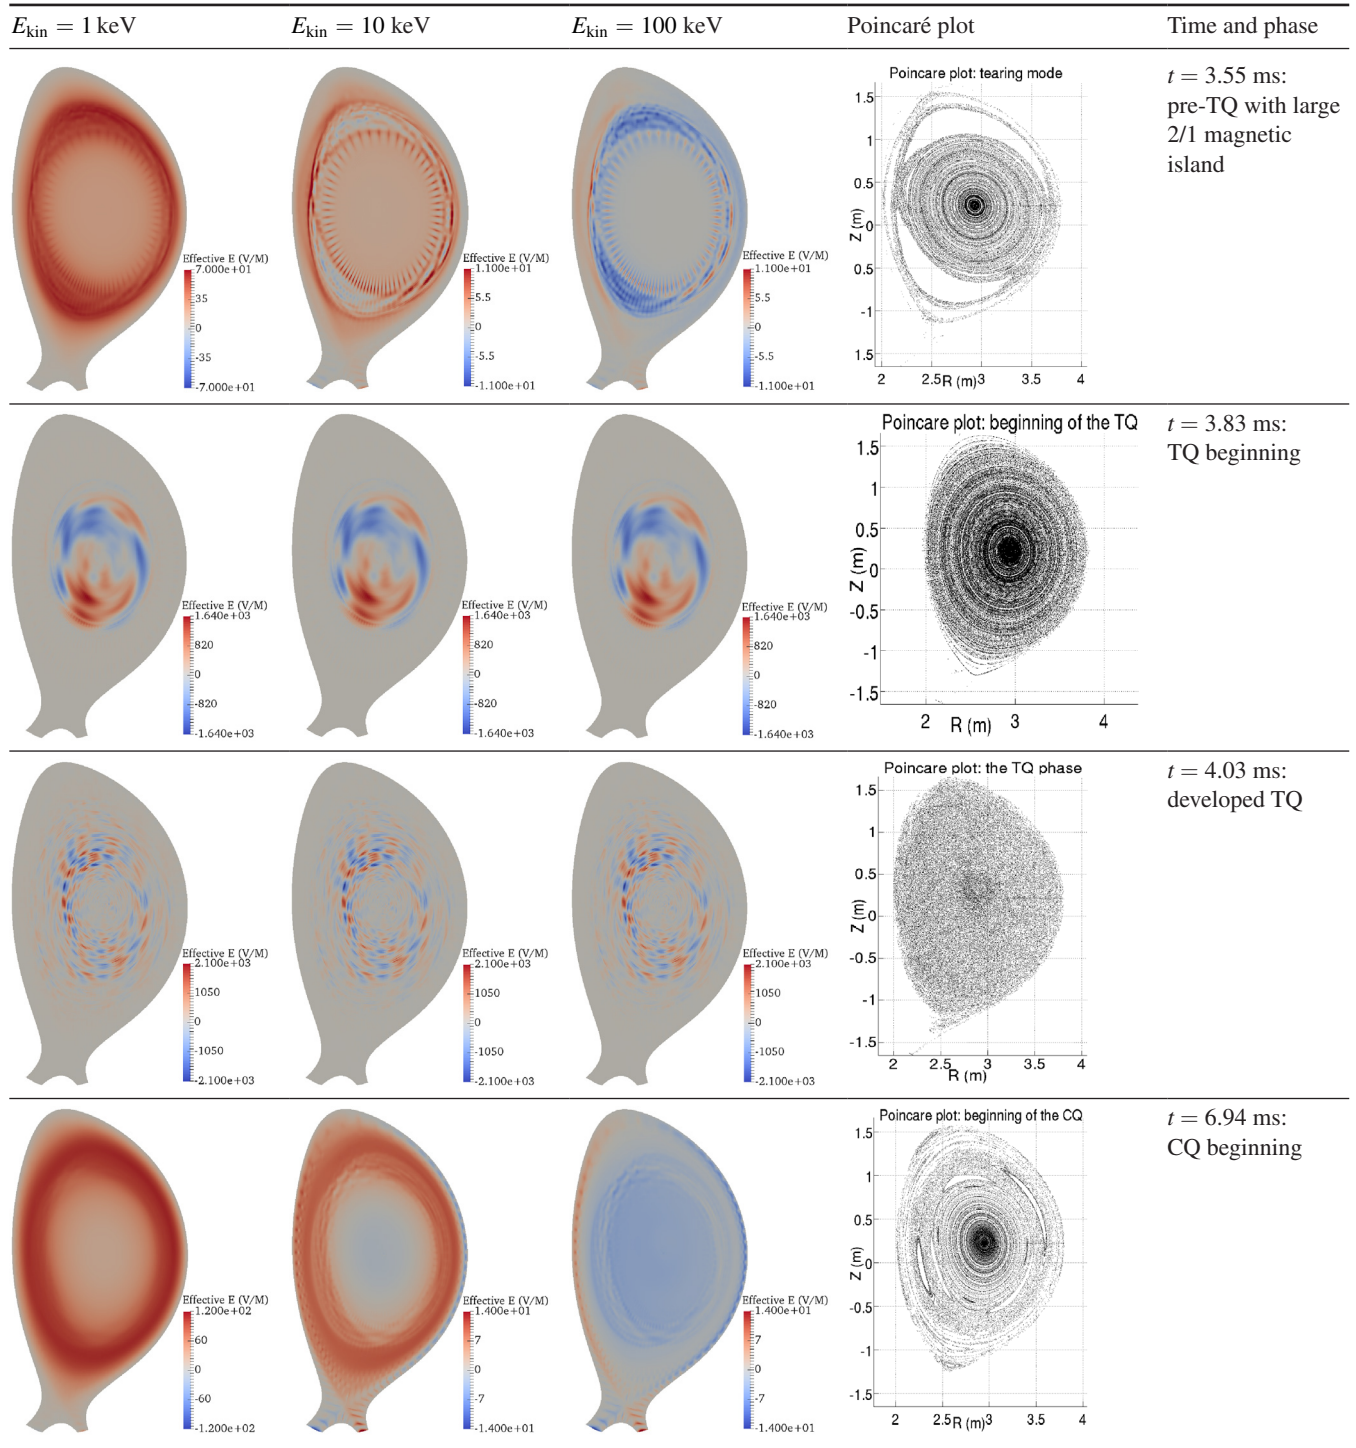 E_kin = 1 keV
E_kin = 10 keV
E_kin = 100 keV
Poincaré plot
Time and phase
Effective E (V/M)
7.000e+01
35
0
-35
-7.000e+01
Effective E (V/M)
1.100e+01
5.5
0
-5.5
-1.100e+01
Effective E (V/M)
1.100e+01
5.5
0
-5.5
-1.100e+01
Poincare plot: tearing mode
1.5
1
0.5
0
0.5
-1
1.5
Z (m)
2
2.5
R (m)
3
3.5
4
t = 3.55 ms:
pre-TQ with large
2/1 magnetic
island
Effective E (V/M)
1.640e+03
820
0
-820
-1.640e+03
Effective E (V/M)
1.640e+03
820
0
-820
-1.640e+03
Effective E (V/M)
1.640e+03
820
0
-820
-1.640e+03
Poincare plot: beginning of the TQ
1.5
1
0.5
0
-0.5
-1
-1.5
Z (m)
2
R (m)
3
4
t = 3.83 ms:
TQ beginning
Effective E (V/M)
2.100e+03
1050
0
-1050
-2.100e+03
Effective E (V/M)
2.100e+03
1050
0
-1050
-2.100e+03
Effective E (V/M)
2.100e+03
1050
0
-1050
-2.100e+03
Poincare plot: the TQ phase
1.5
1
0.5
0
-0.5
-1
-1.5
Z (m)
2
2.5
R (m)
3
3.5
4
t = 4.03 ms:
developed TQ
Effective E (V/M)
1.200e+02
60
0
-60
-1.200e+02
Effective E (V/M)
1.400e+01
7
0
-7
-1.400e+01
Effective E (V/M)
1.400e+01
7
0
-7
-1.400e+01
Poincare plot: beginning of the CQ
1.5
1
0.5
0
-0.5
-1
-1.5
Z (m)
2
2.5
R (m)
3
3.5
4
t = 6.94 ms:
CQ beginning